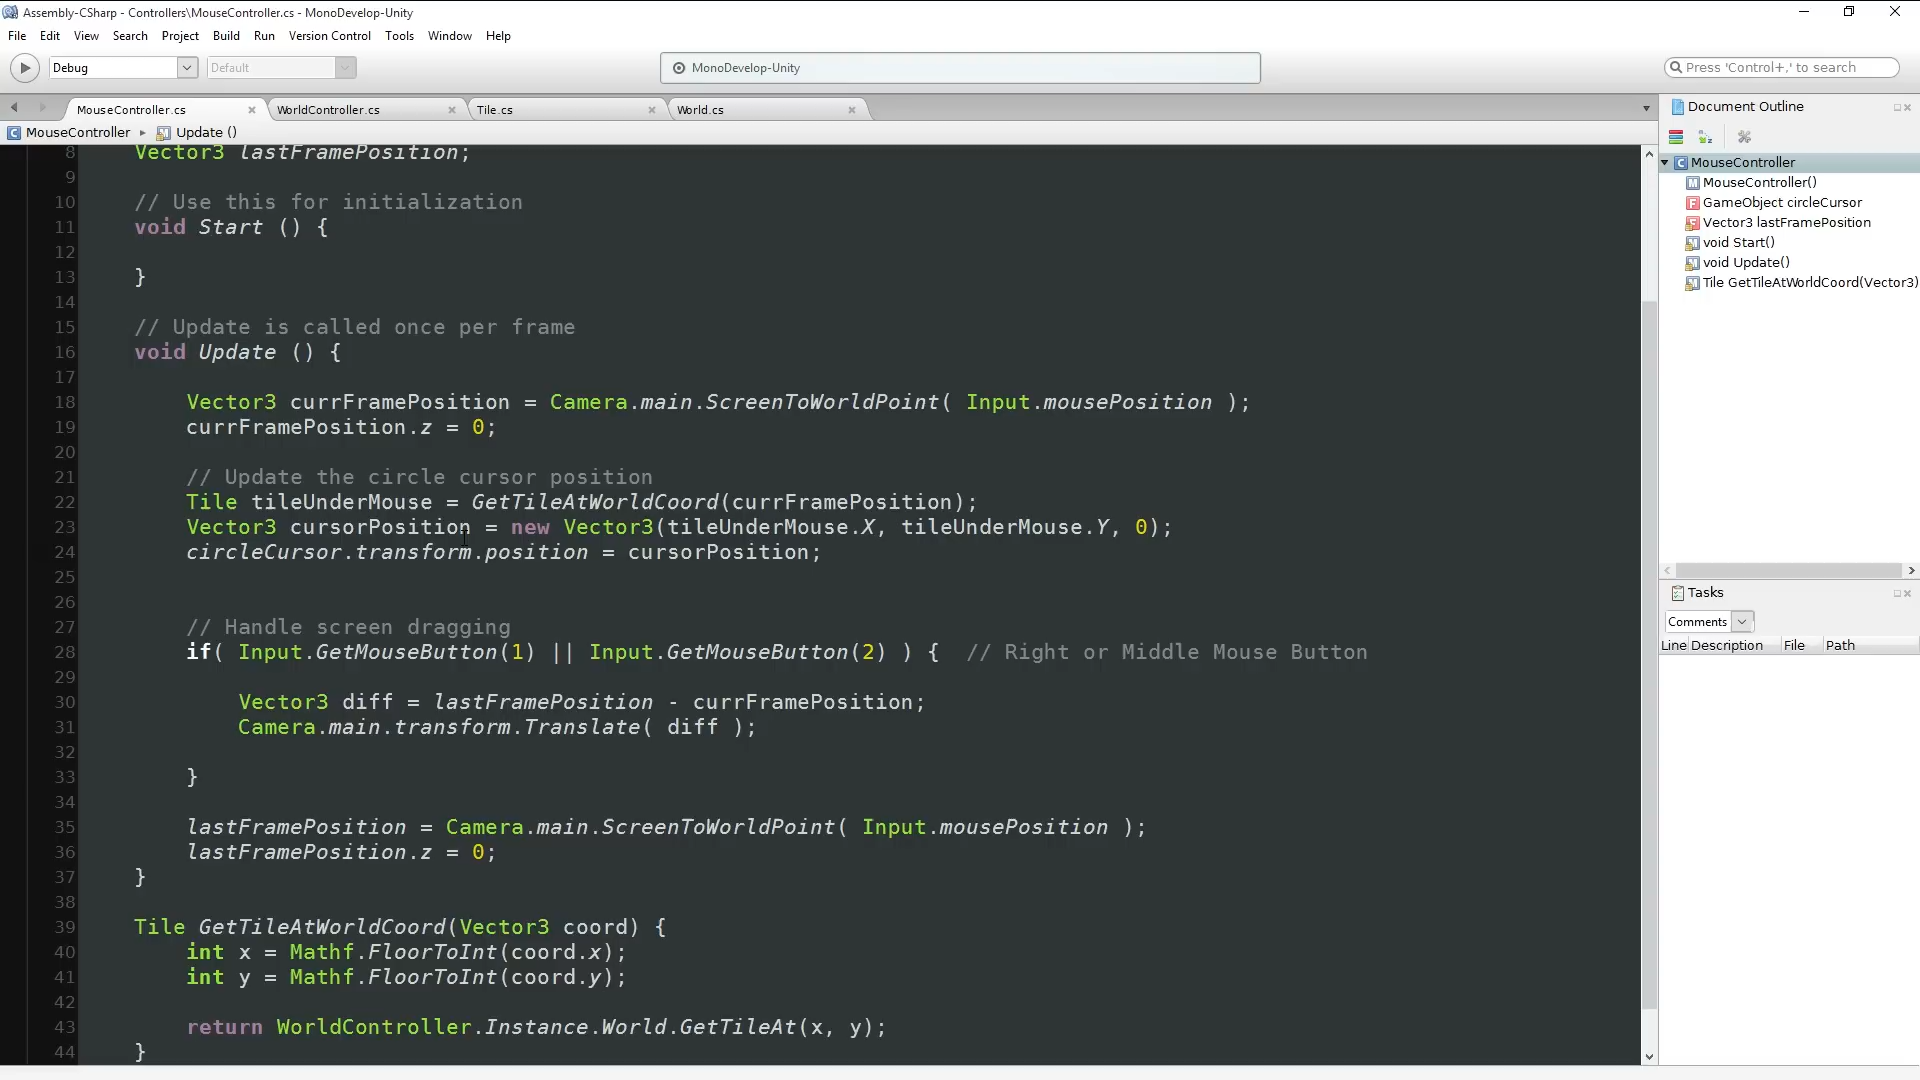 Assembly-CSharp - Controllers\MouseController.cs - MonoDevelop-Unity
File Edit View Search Project Build Run Version Control Tools Window Help
Debug Default MonoDevelop-Unity Press 'Control+,' to search
MouseController.cs WorldController.cs Tile.cs World.cs
MouseController Update ()
8 Vector3 lastFramePosition;
9
10 // Use this for initialization
11 void Start () {
12
13 }
14
15 // Update is called once per frame
16 void Update () {
17
18 Vector3 currFramePosition = Camera.main.ScreenToWorldPoint( Input.mousePosition );
19 currFramePosition.z = 0;
20
21 // Update the circle cursor position
22 Tile tileUnderMouse = GetTileAtWorldCoord(currFramePosition);
23 Vector3 cursorPosition = new Vector3(tileUnderMouse.X, tileUnderMouse.Y, 0);
24 circleCursor.transform.position = cursorPosition;
25
26
27 // Handle screen dragging
28 if( Input.GetMouseButton(1) || Input.GetMouseButton(2) ) { // Right or Middle Mouse Button
29
30 Vector3 diff = lastFramePosition - currFramePosition;
31 Camera.main.transform.Translate( diff );
32
33 }
34
35 lastFramePosition = Camera.main.ScreenToWorldPoint( Input.mousePosition );
36 lastFramePosition.z = 0;
37 }
38
39 Tile GetTileAtWorldCoord(Vector3 coord) {
40 int x = Mathf.FloorToInt(coord.x);
41 int y = Mathf.FloorToInt(coord.y);
42
43 return WorldController.Instance.World.GetTileAt(x, y);
44 }
Document Outline
MouseController
MouseController()
GameObject circleCursor
Vector3 lastFramePosition
void Start()
void Update()
Tile GetTileAtWorldCoord(Vector3)
Tasks
Comments
Line Description File Path